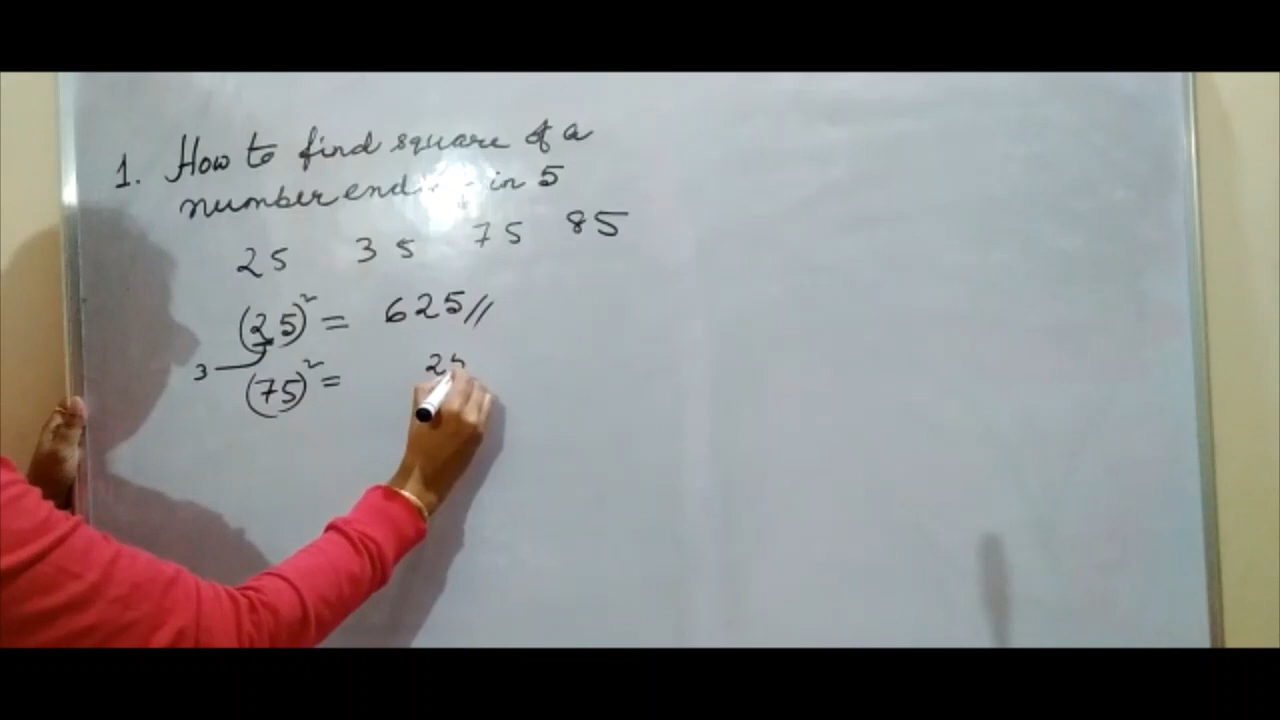 1. How to find square of a
number ending in 5
25 35 75 85
(25)² = 625//
3
(75)² = 25